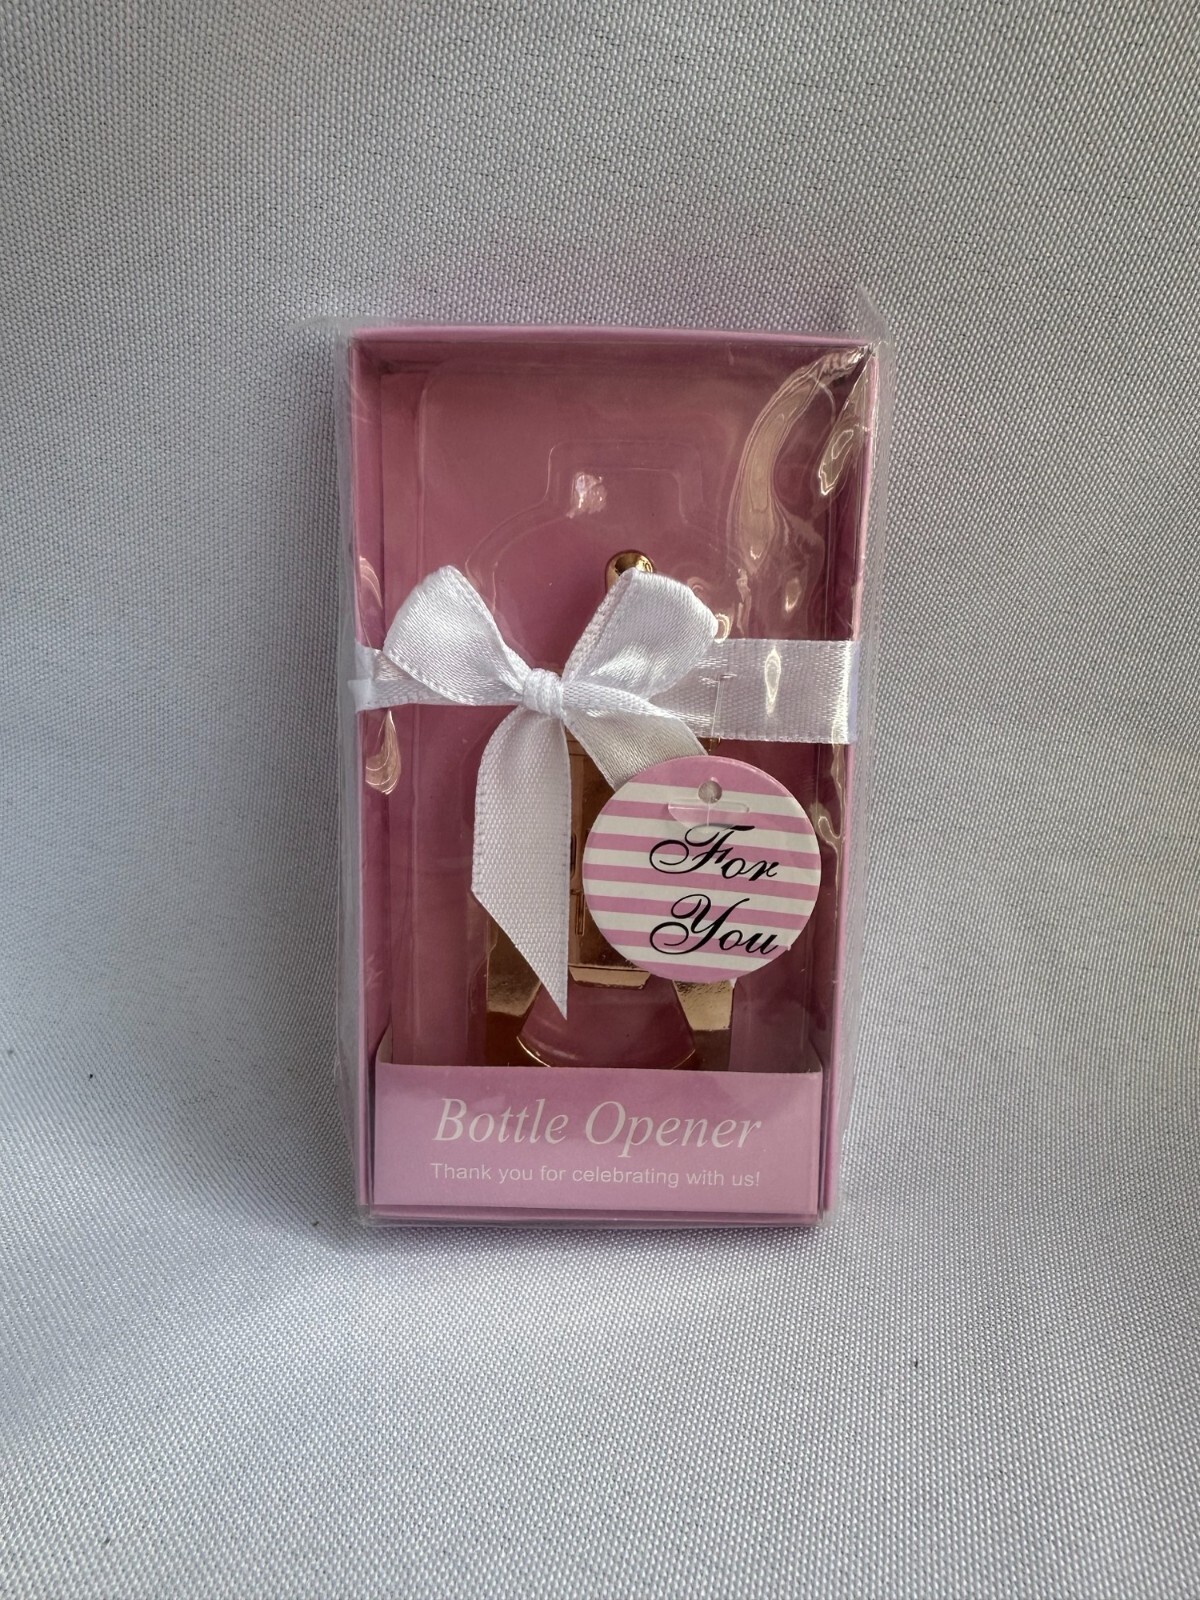 For
You
Bottle Opener
Thank you for celebrating with us!